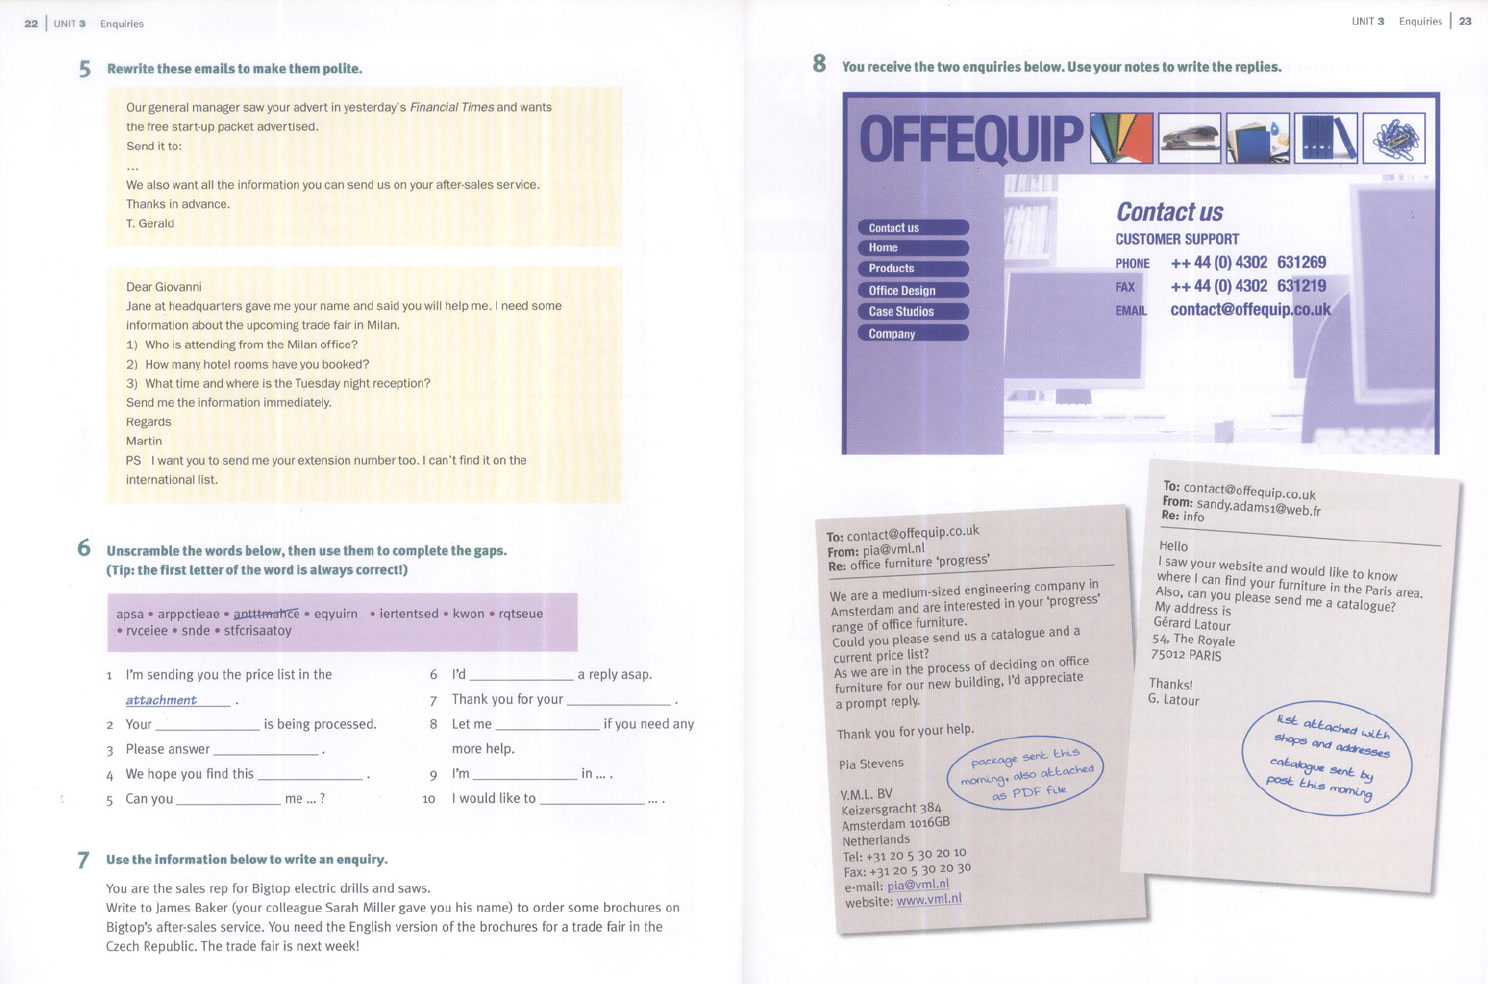 22 UNIT 3 Enquiries
5 Rewrite these emails to make them polite.
Our general manager saw your advert in yesterday's Financial Times and wants
the free start-up packet advertised.
Send it to:
...
We also want all the information you can send us on your after-sales service.
Thanks in advance.
T. Gerald
Dear Giovanni
Jane at headquarters gave me your name and said you will help me. I need some
information about the upcoming trade fair in Milan.
1) Who is attending from the Milan office?
2) How many hotel rooms have you booked?
3) What time and where is the Tuesday night reception?
Send me the information immediately.
Regards
Martin
PS I want you to send me your extension number too. I can't find it on the
international list.
6 Unscramble the words below, then use them to complete the gaps.
(Tip: the first letter of the word is always correct!)
apsa • arppctieae • antttmahce • eqyuirn • iertentsed • kwon • rqtseue
• rvceiee • snde • stfcrisaatoy
1 I'm sending you the price list in the
attachment .
2 Your ____________ is being processed.
3 Please answer ____________ .
4 We hope you find this ____________ .
5 Can you ____________ me ... ?
6 I'd ____________ a reply asap.
7 Thank you for your ____________ .
8 Let me ____________ if you need any
more help.
9 I'm ____________ in ... .
10 I would like to ____________ ... .
7 Use the information below to write an enquiry.
You are the sales rep for Bigtop electric drills and saws.
Write to James Baker (your colleague Sarah Miller gave you his name) to order some brochures on
Bigtop's after-sales service. You need the English version of the brochures for a trade fair in the
Czech Republic. The trade fair is next week!
UNIT 3 Enquiries 23
8 You receive the two enquiries below. Use your notes to write the replies.
OFFEQUIP
Contact us
Home
Products
Office Design
Case Studios
Company
Contact us
CUSTOMER SUPPORT
PHONE ++ 44 (0) 4302 631269
FAX ++ 44 (0) 4302 631219
EMAIL contact@offequip.co.uk
To: contact@offequip.co.uk
From: pia@vml.nl
Re: office furniture 'progress'
We are a medium-sized engineering company in
Amsterdam and are interested in your 'progress'
range of office furniture.
Could you please send us a catalogue and a
current price list?
As we are in the process of deciding on office
furniture for our new building, I'd appreciate
a prompt reply.
Thank you for your help.
Pia Stevens
V.M.L. BV
Keizersgracht 384
Amsterdam 1016GB
Netherlands
Tel: +31 20 5 30 20 10
Fax: +31 20 5 30 20 30
e-mail: pia@vml.nl
website: www.vml.nl
package sent this
morning, also attached
as PDF file
To: contact@offequip.co.uk
From: sandy.adams1@web.fr
Re: info
Hello
I saw your website and would like to know
where I can find your furniture in the Paris area.
Also, can you please send me a catalogue?
My address is
Gérard Latour
54, The Royale
75012 PARIS
Thanks!
G. Latour
list attached with
shops and addresses
catalogue sent by
post this morning